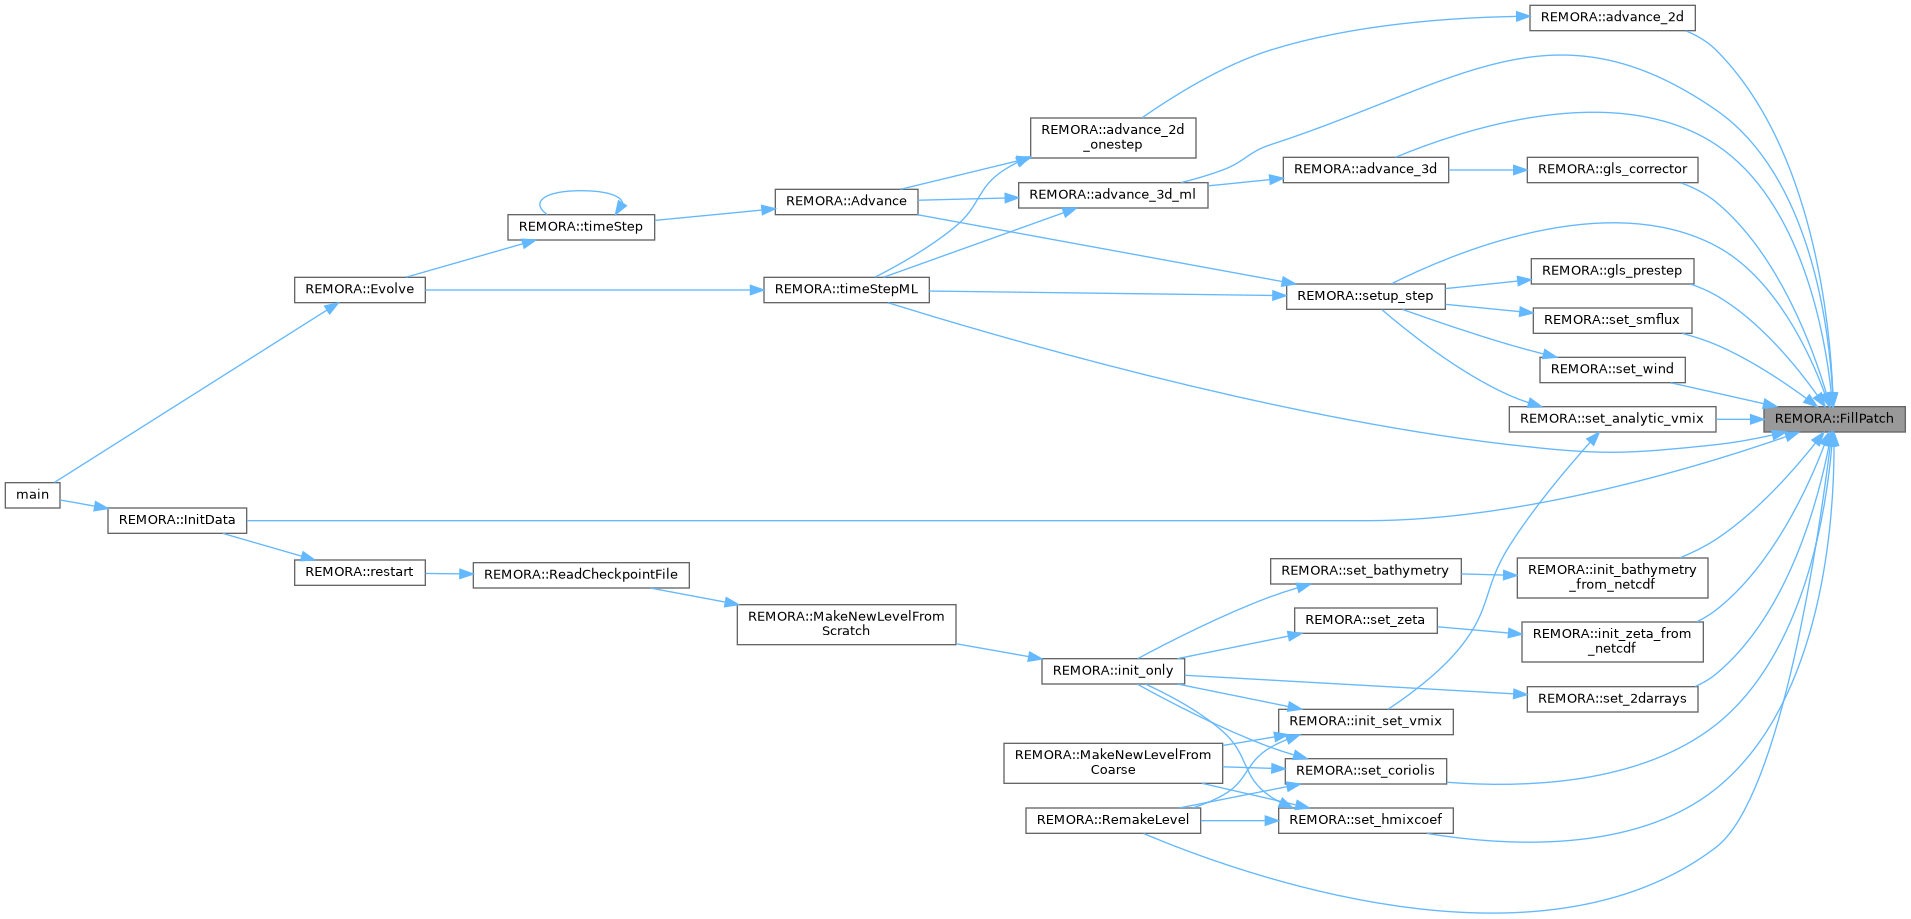 REMORA::advance_2d
REMORA::advance_2d
_onestep
REMORA::advance_3d
REMORA::gls_corrector
REMORA::advance_3d_ml
REMORA::Advance
REMORA::timeStep
REMORA::gls_prestep
REMORA::Evolve
REMORA::timeStepML
REMORA::setup_step
REMORA::set_smflux
REMORA::set_wind
REMORA::set_analytic_vmix
REMORA::FillPatch
main
REMORA::InitData
REMORA::restart
REMORA::ReadCheckpointFile
REMORA::set_bathymetry
REMORA::init_bathymetry
_from_netcdf
REMORA::MakeNewLevelFrom
Scratch
REMORA::set_zeta
REMORA::init_zeta_from
_netcdf
REMORA::init_only
REMORA::set_2darrays
REMORA::init_set_vmix
REMORA::MakeNewLevelFrom
Coarse
REMORA::set_coriolis
REMORA::RemakeLevel
REMORA::set_hmixcoef